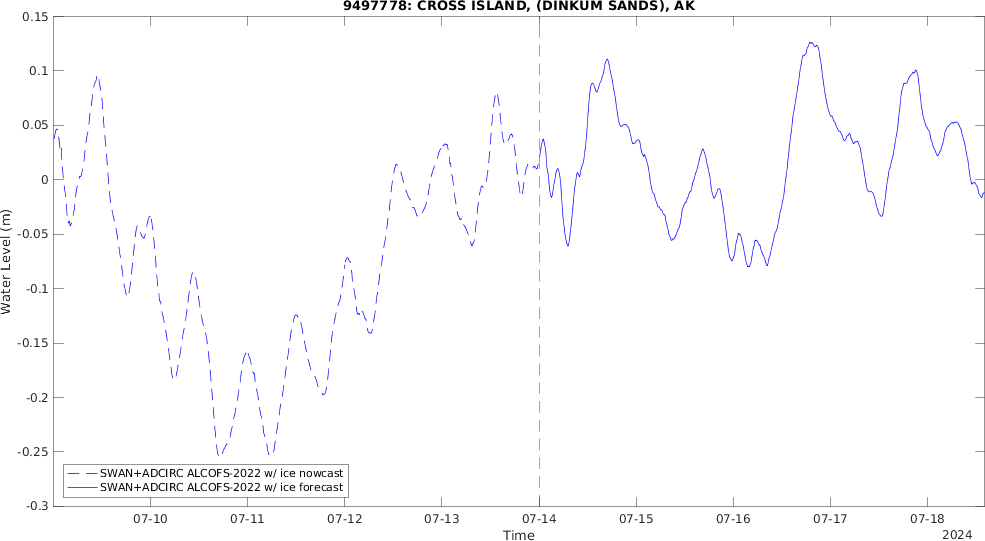 9497778: CROSS ISLAND, (DINKUM SANDS), AK
0.15
0.1
0.05
0
-0.05
-0.1
-0.15
-0.2
-0.25
-0.3
Water Level (m)
SWAN+ADCIRC ALCOFS-2022 w/ ice nowcast
SWAN+ADCIRC ALCOFS-2022 w/ ice forecast
07-10 07-11 07-12 07-13 07-14 07-15 07-16 07-17 07-18
Time
2024